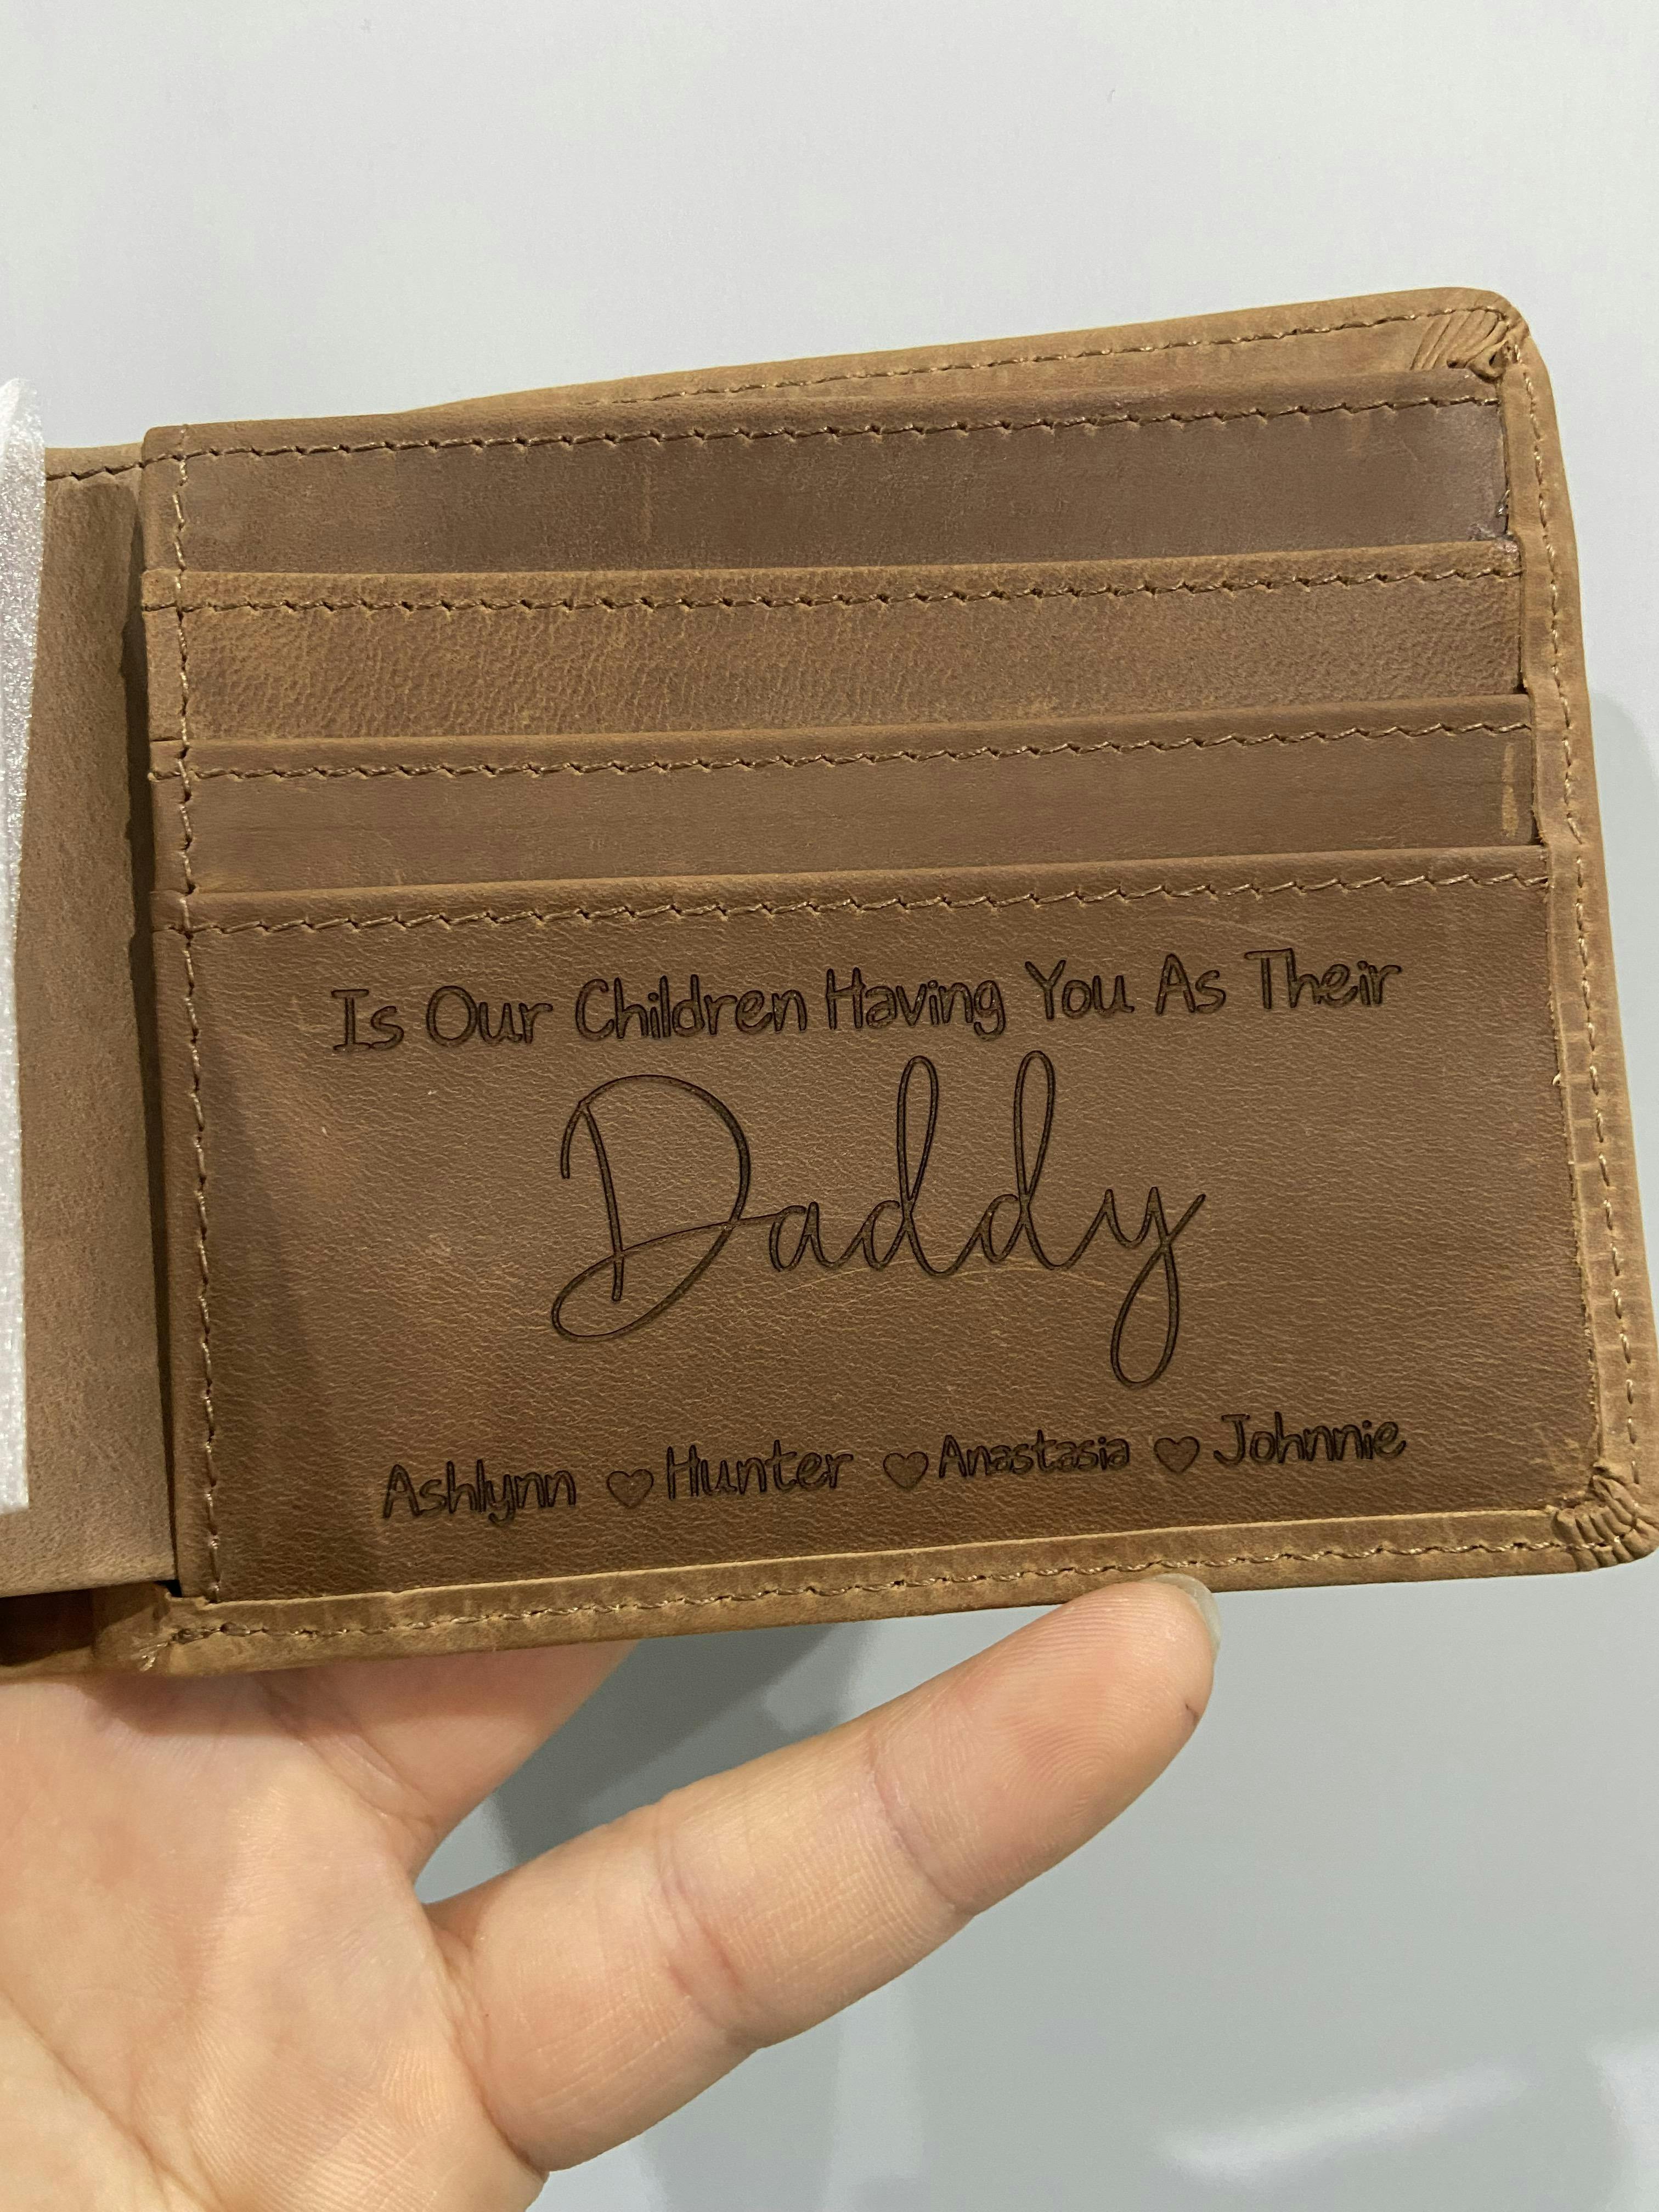 Is Our Children Having You As Their
Daddy
Ashlynn ♡ Hunter ♡ Anastasia ♡ Johnnie